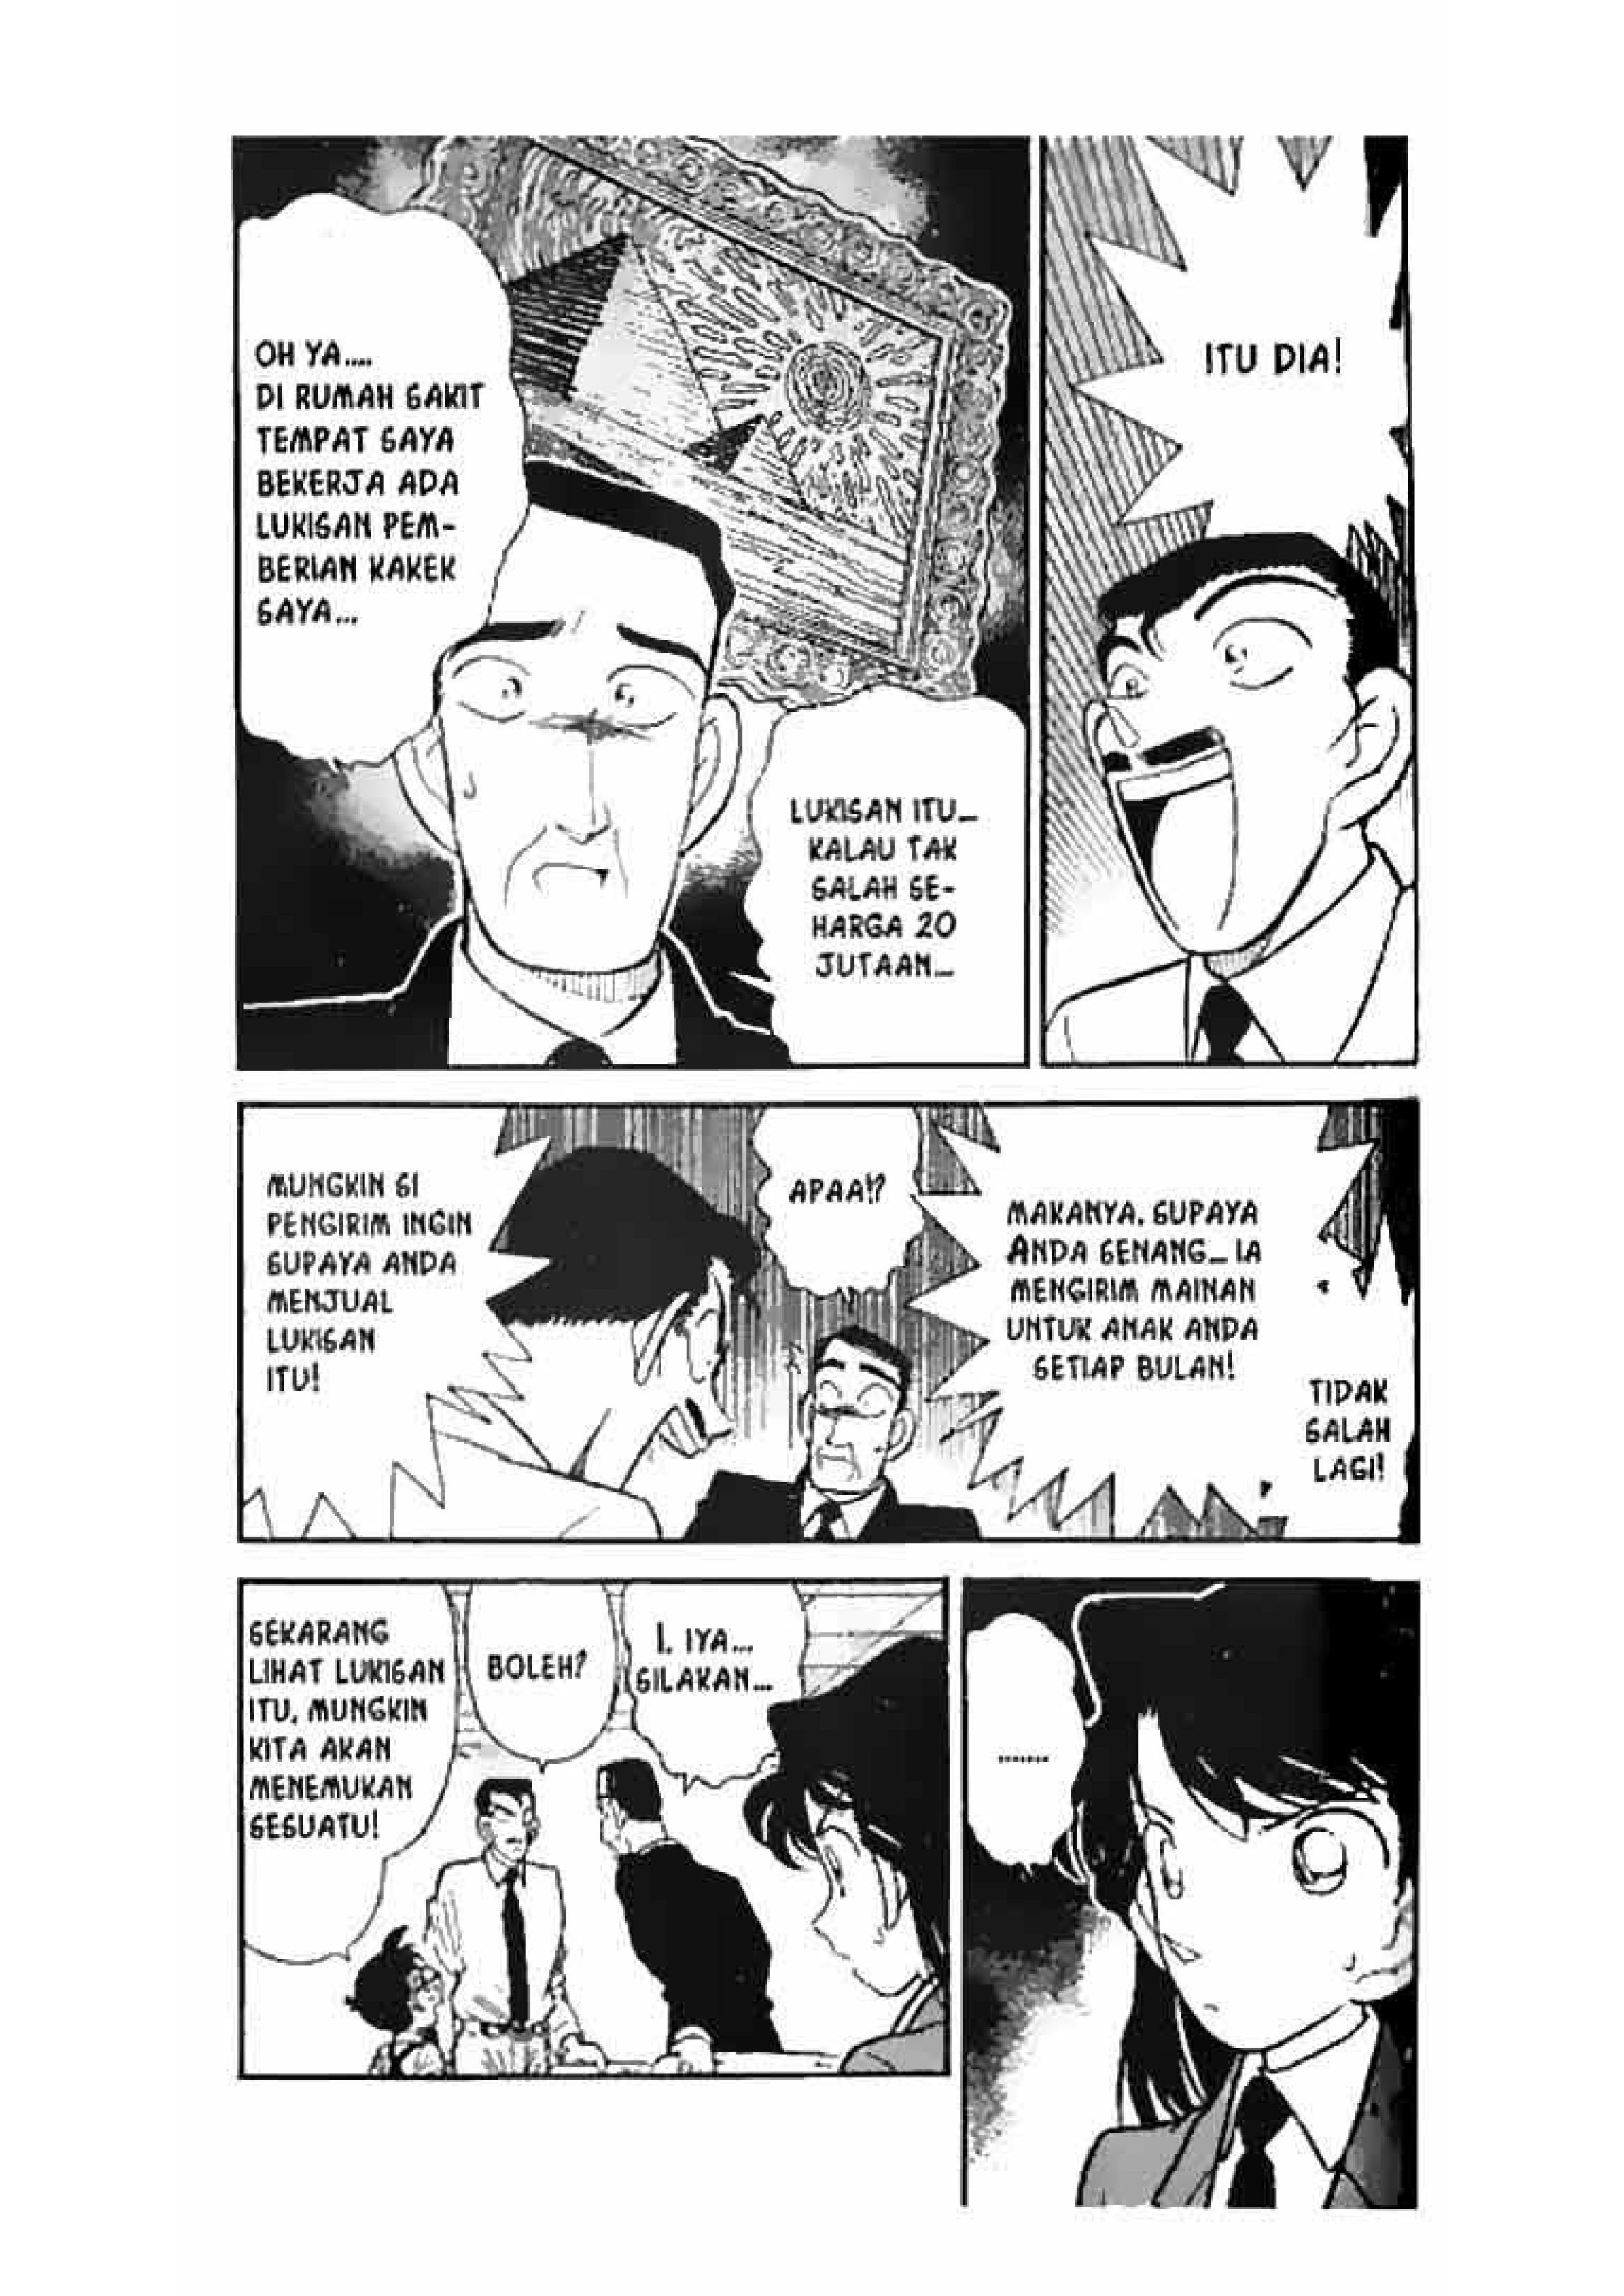 OH YA....
DI RUMAH SAKIT
TEMPAT SAYA
BEKERJA ADA
LUKISAN PEM-
BERIAN KAKEK
SAYA...
LUKISAN ITU...
KALAU TAK
SALAH SE-
HARGA 20
JUTAAN...
ITU DIA!
MUNGKIN SI
PENGIRIM INGIN
SUPAYA ANDA
MENJUAL
LUKISAN
ITU!
APAA!?
MAKANYA, SUPAYA
ANDA SENANG... IA
MENGIRIM MAINAN
UNTUK ANAK ANDA
SETIAP BULAN!
TIDAK
SALAH
LAGI!
SEKARANG
LIHAT LUKISAN
ITU, MUNGKIN
KITA AKAN
MENEMUKAN
SESUATU!
BOLEH?
I. IYA...
SILAKAN...
.......